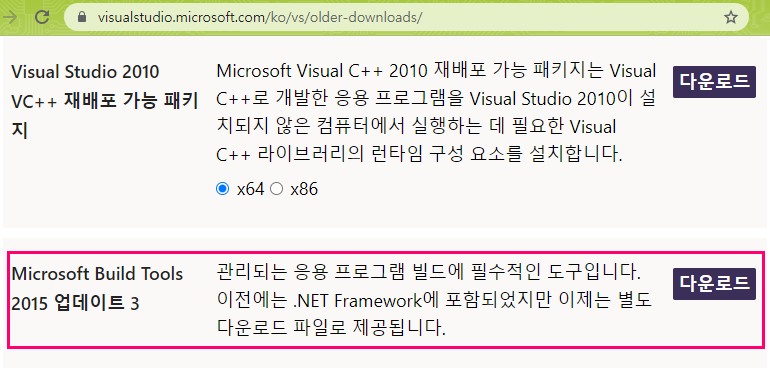 visualstudio.microsoft.com/ko/vs/older-downloads/
Visual Studio 2010
VC++ 재배포 가능 패키
지
Microsoft Visual C++ 2010 재배포 가능 패키지는 Visual
C++로 개발한 응용 프로그램을 Visual Studio 2010이 설
치되지 않은 컴퓨터에서 실행하는 데 필요한 Visual
C++ 라이브러리의 런타임 구성 요소를 설치합니다.
x64 x86
다운로드
Microsoft Build Tools
2015 업데이트 3
관리되는 응용 프로그램 빌드에 필수적인 도구입니다.
이전에는 .NET Framework에 포함되었지만 이제는 별도
다운로드 파일로 제공됩니다.
다운로드